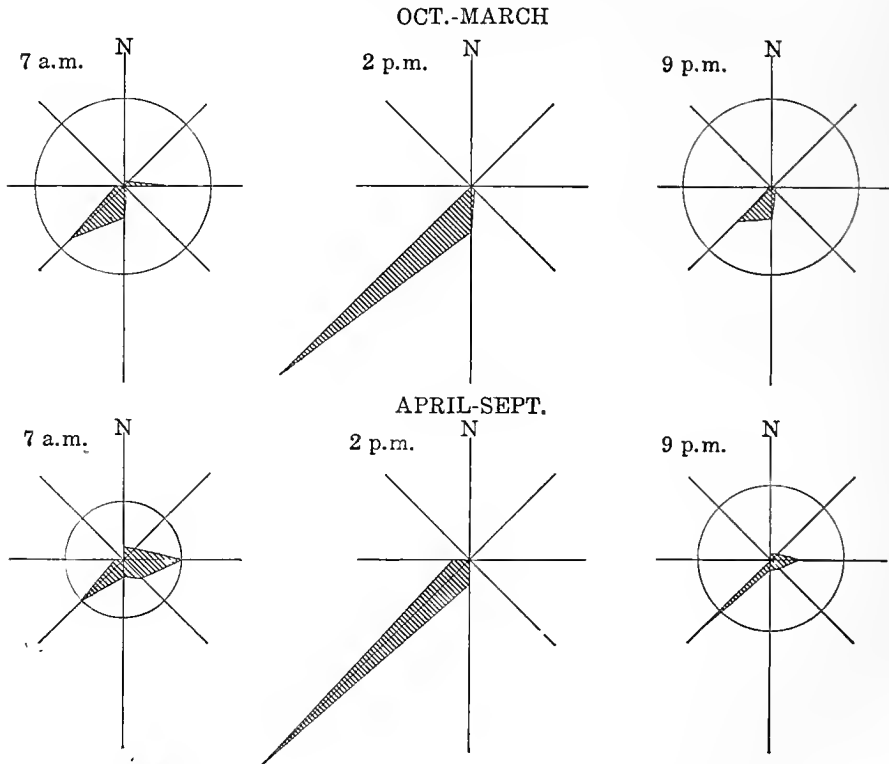 OCT.-MARCH
7 a.m.
N
2 p.m.
N
9 p.m.
N
APRIL-SEPT.
7 a.m.
N
2 p.m.
N
9 p.m.
N